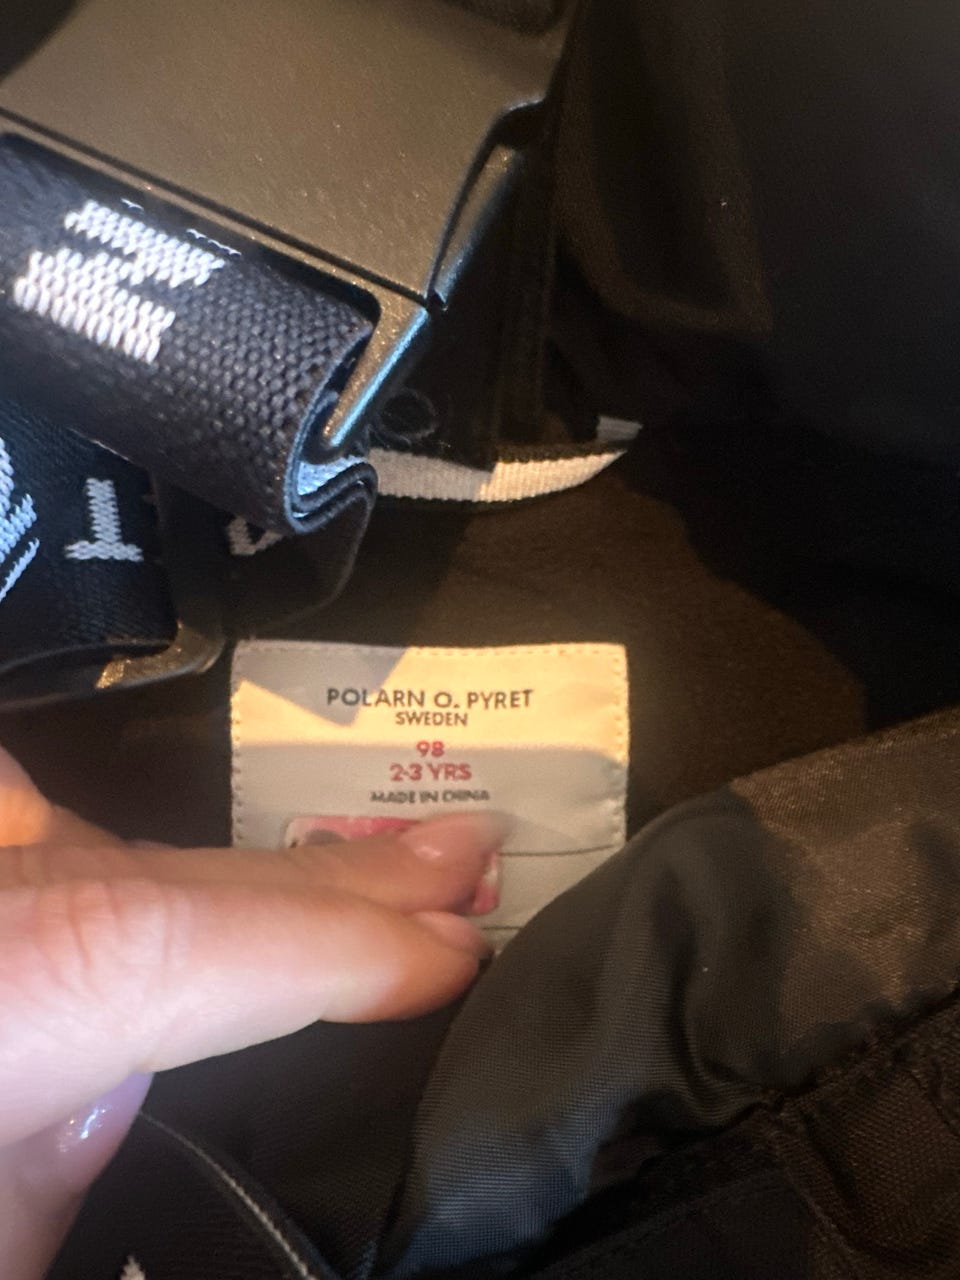 POLARN O. PYRET
SWEDEN
98
2-3 YRS
MADE IN CHINA